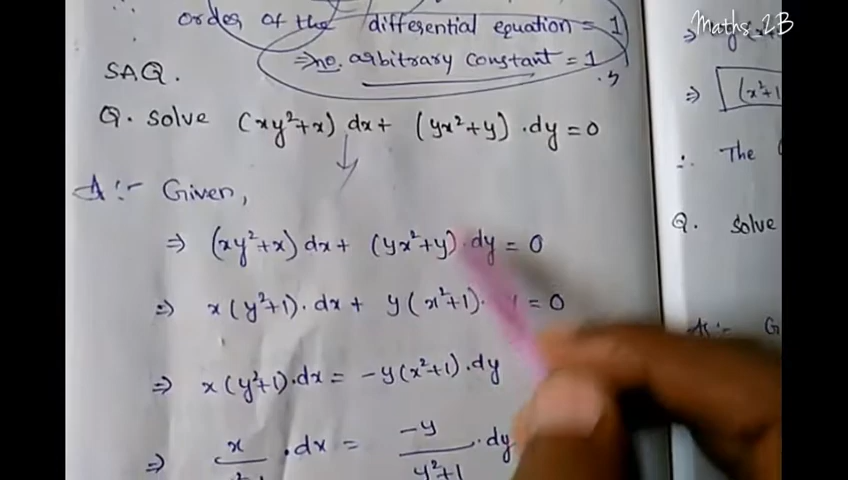 Maths_2B
order of the differential equation = 1
⇒ no. arbitrary constant = 1
SAQ.
Q. solve (xy²+x) dx + (yx²+y) .dy = 0
A :- Given,
⇒ (xy²+x) dx + (yx²+y) .dy = 0
⇒ x(y²+1).dx + y(x²+1). = 0
⇒ x(y²+1).dx = -y(x²+1).dy
⇒ x .dx = -y/y²+1 .dy
⇒
⇒ (x²+1
∴ The
Q. solve
A :- G